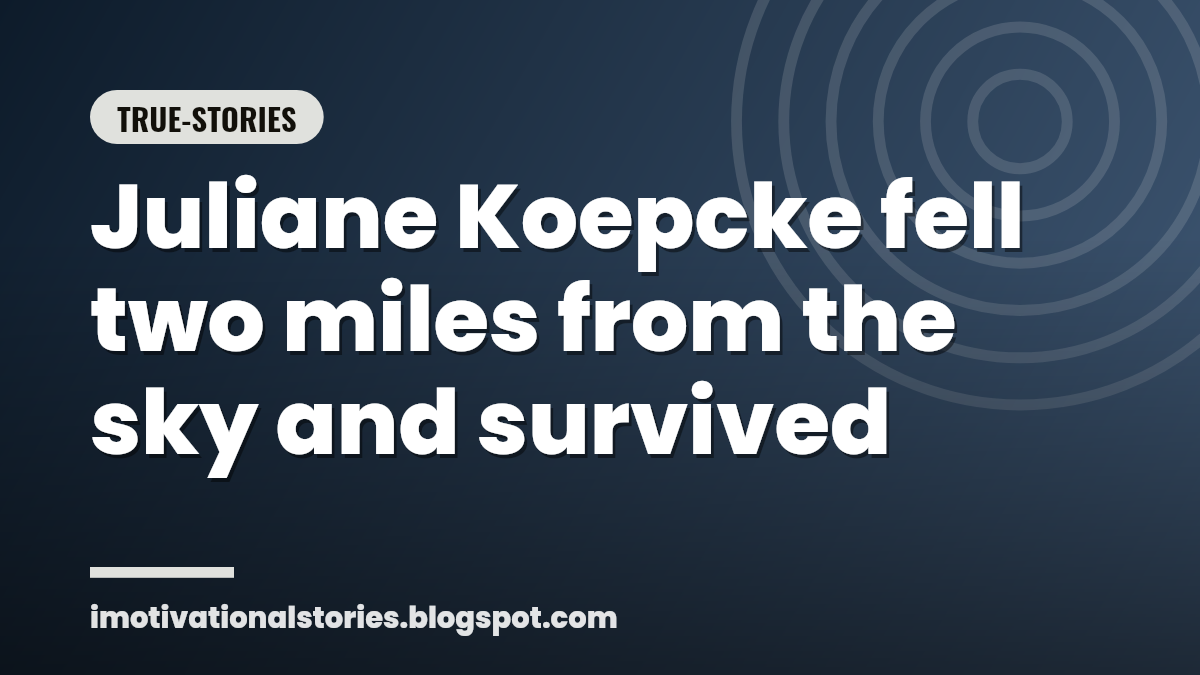 TRUE-STORIES
Juliane Koepcke fell
two miles from the
sky and survived
imotivationalstories.blogspot.com